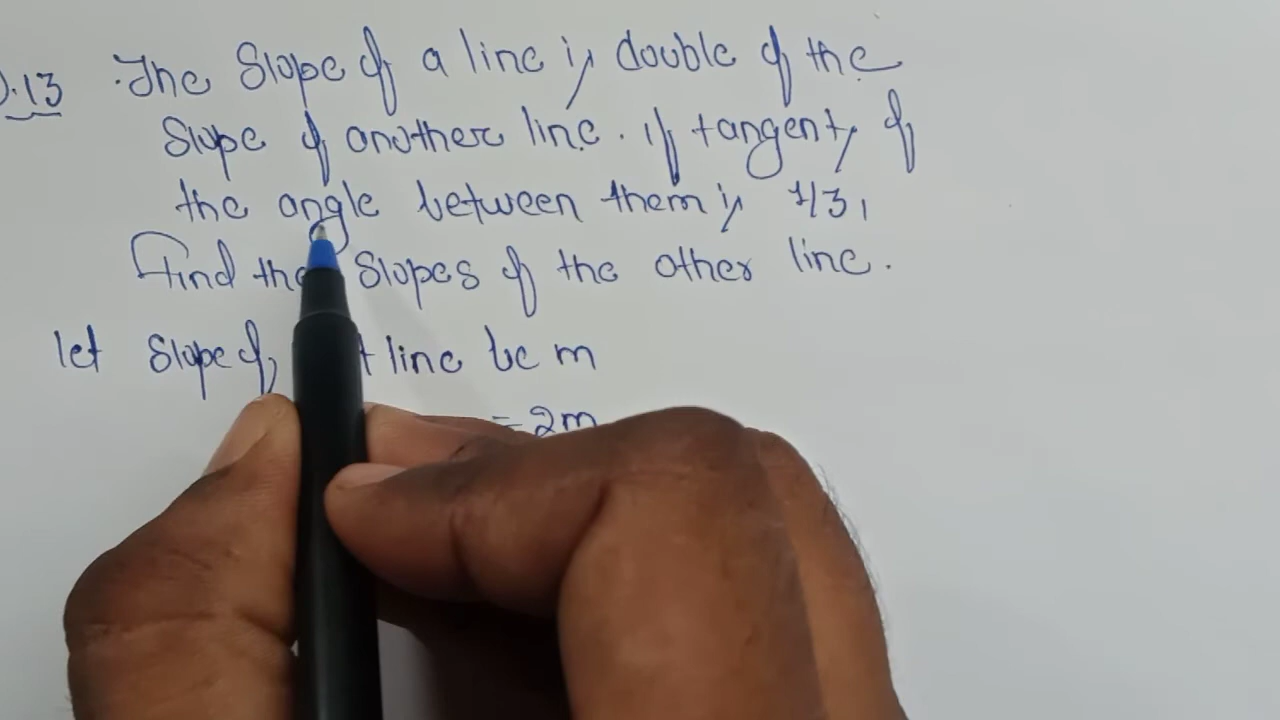 Q.13 The Slope of a line is double of the
Slope of another line. If tangent of
the angle between them is 1/3,
Find the Slopes of the other line.
let Slope of line be m
= 2m